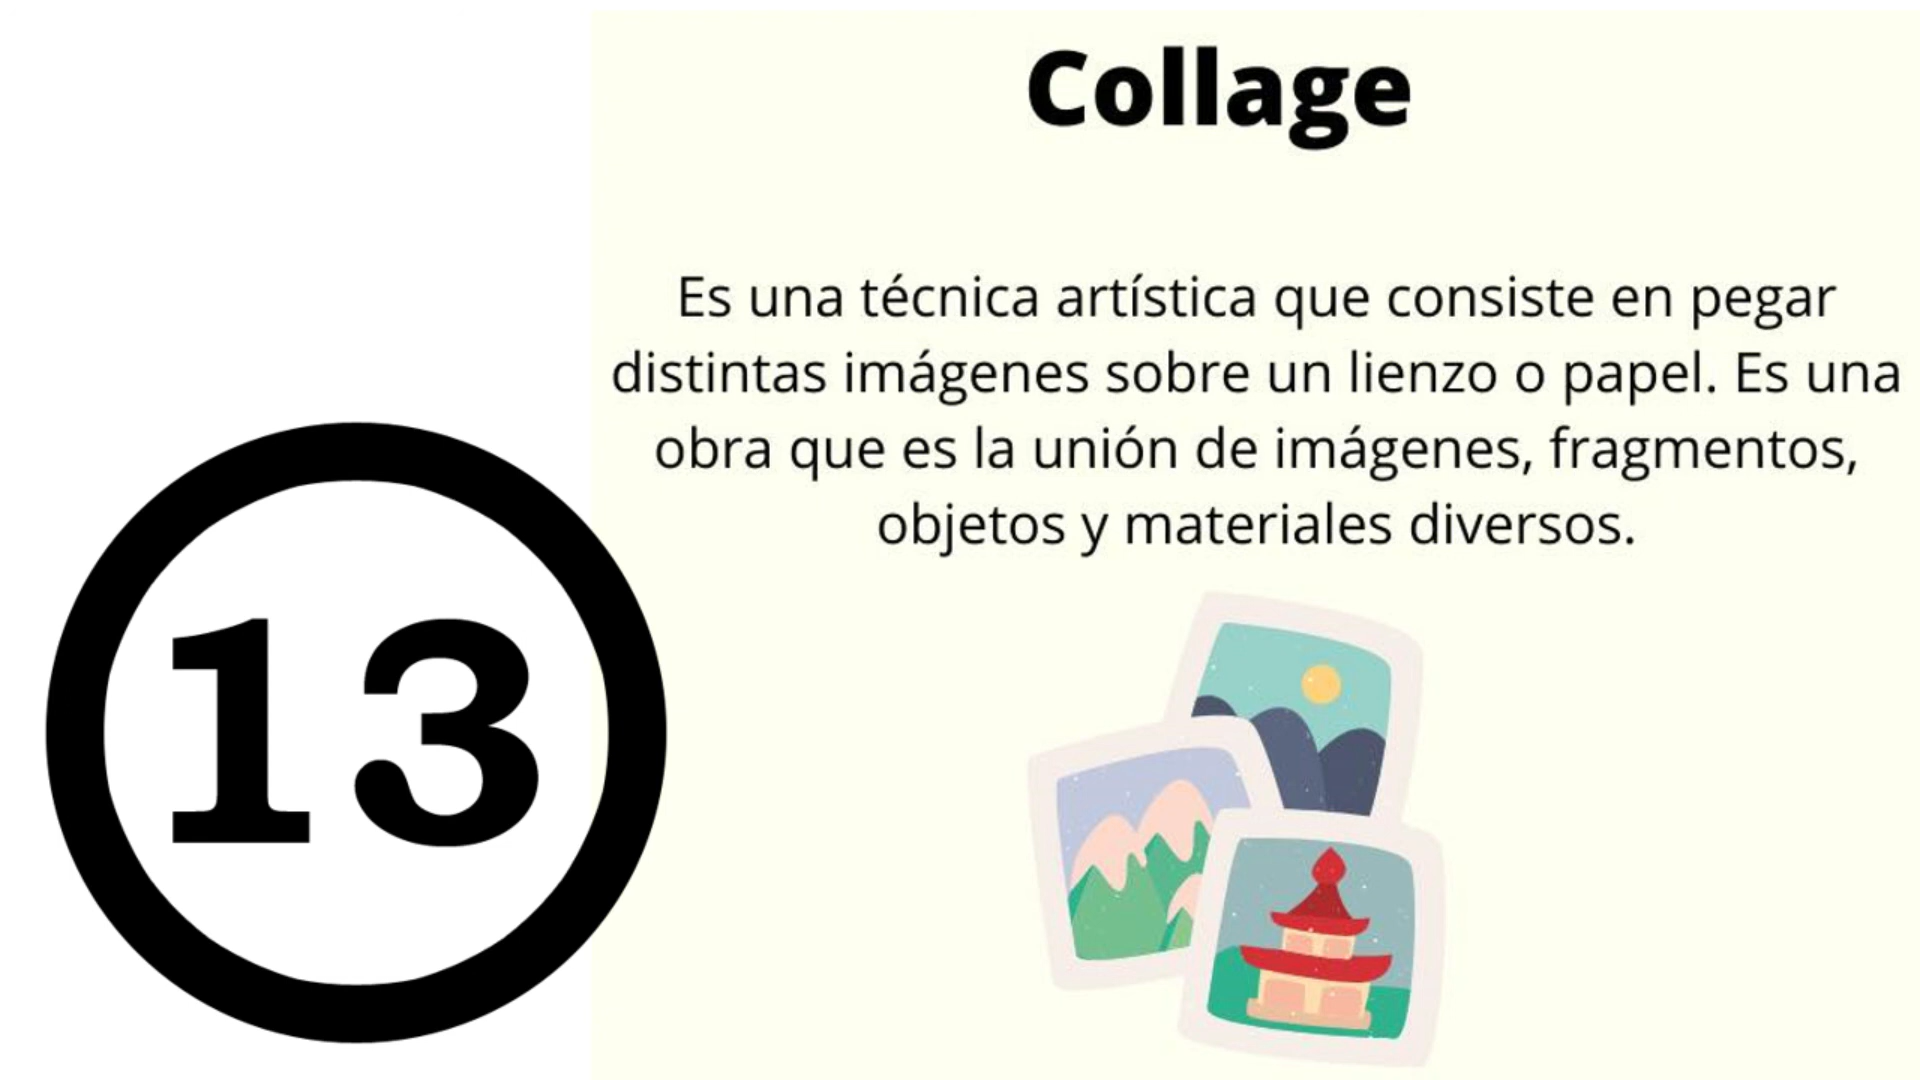 Collage
Es una técnica artística que consiste en pegar
distintas imágenes sobre un lienzo o papel. Es una
obra que es la unión de imágenes, fragmentos,
objetos y materiales diversos.
13